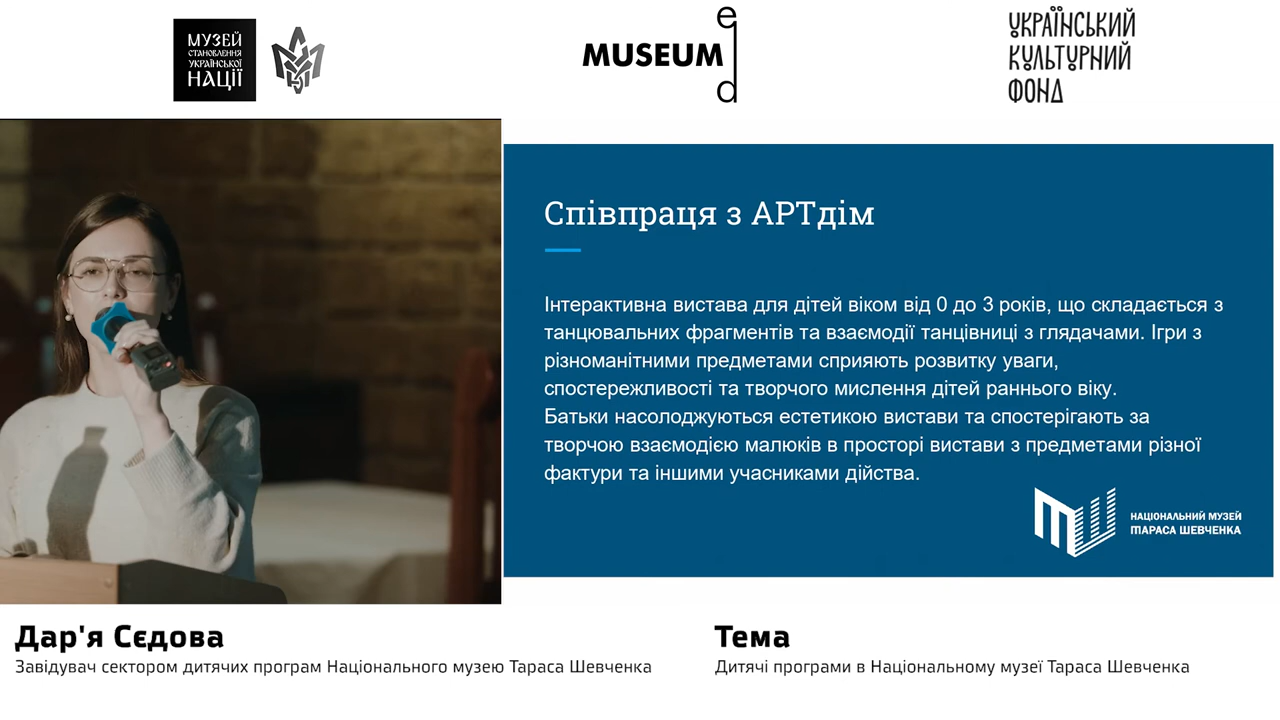 МУЗЕЙ
СТАНОВЛЕННЯ
УКРАЇНСЬКОЇ
НАЦІЇ
MUSEUM
ed
УКРАЇНСЬКИЙ
КУЛЬТУРНИЙ
ФОНД
Співпраця з АРТдім
Інтерактивна вистава для дітей віком від 0 до 3 років, що складається з
танцювальних фрагментів та взаємодії танцівниці з глядачами. Ігри з
різноманітними предметами сприяють розвитку уваги,
спостережливості та творчого мислення дітей раннього віку.
Батьки насолоджуються естетикою вистави та спостерігають за
творчою взаємодією малюків в просторі вистави з предметами різної
фактури та іншими учасниками дійства.
НАЦІОНАЛЬНИЙ МУЗЕЙ
ТАРАСА ШЕВЧЕНКА
Дар'я Сєдова
Завідувач сектором дитячих програм Національного музею Тараса Шевченка
Тема
Дитячі програми в Національному музеї Тараса Шевченка